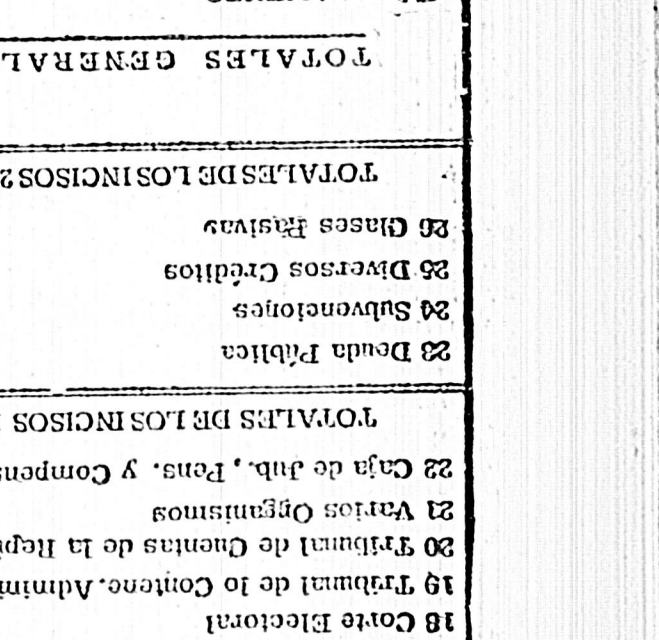 18 Corte Electoral
19 Tribunal de lo Contenc. Admini
20 Tribunal de Cuentas de la Rep
21 Varios Organismos
22 Caja de Jub., Pens. y Compens
TOTALES DE LOS INCISOS
23 Deuda Pública
24 Subvenciones
25 Diversos Créditos
26 Clases Pasivas
TOTALES DE LOS INCISOS 2
TOTALES GENERAL